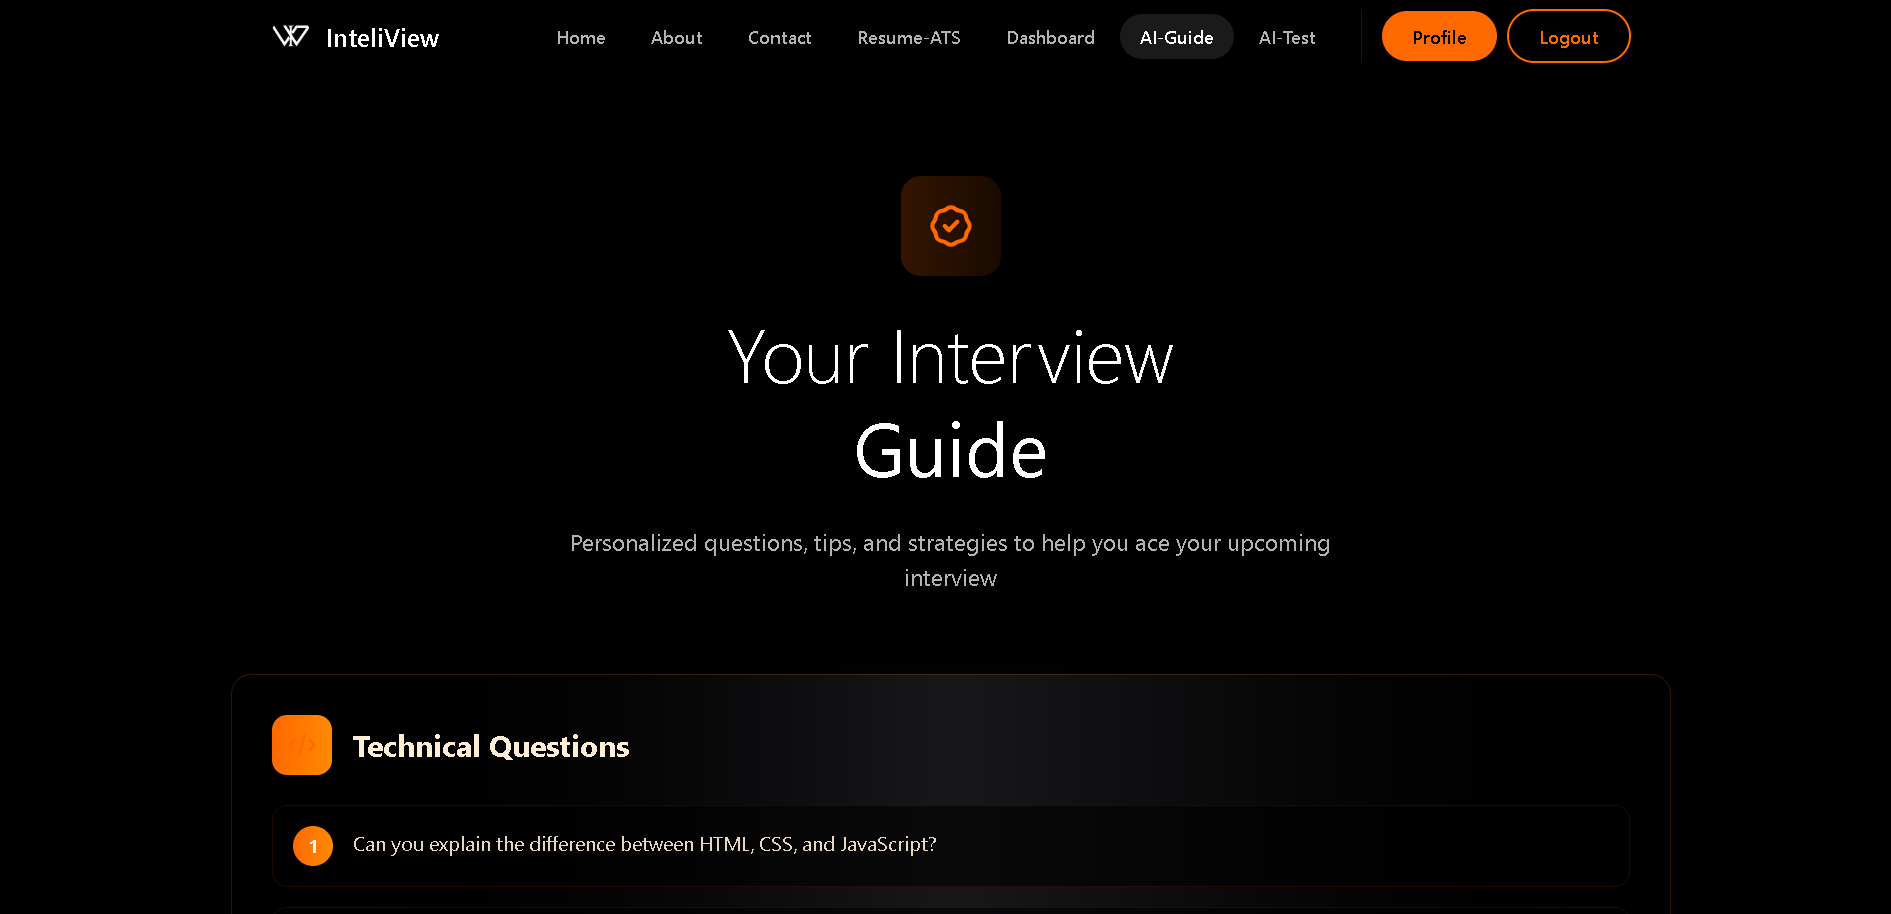 InteliView
Home
About
Contact
Resume-ATS
Dashboard
AI-Guide
AI-Test
Profile
Logout
Your Interview
Guide
Personalized questions, tips, and strategies to help you ace your upcoming
interview
Technical Questions
1
Can you explain the difference between HTML, CSS, and JavaScript?